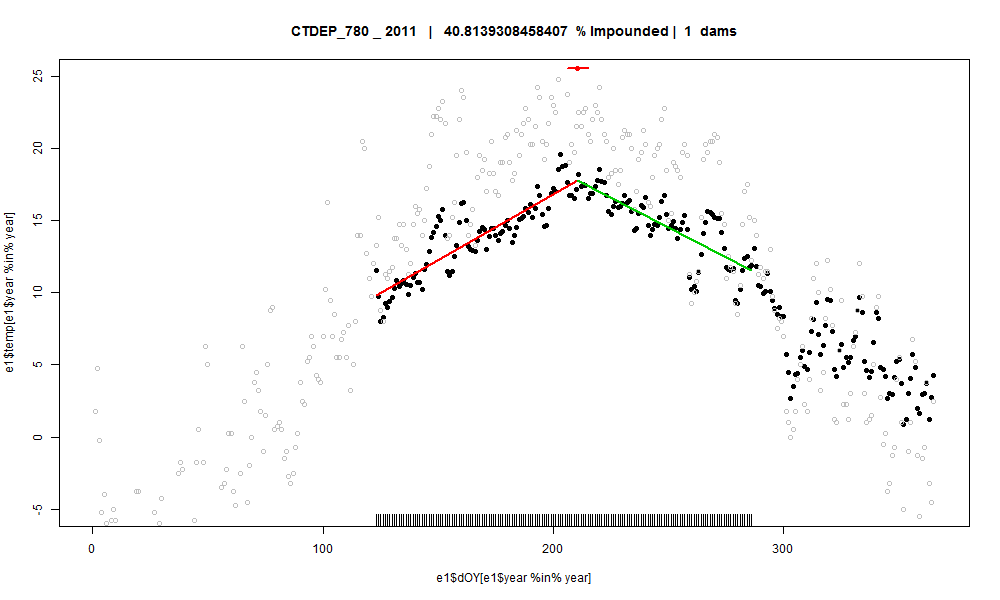 CTDEP_780 _ 2011 | 40.8139308458407 % Impounded | 1 dams
25
20
15
10
5
0
-5
e1$temp[e1$year %in% year]
0 100 200 300
e1$dOY[e1$year %in% year]